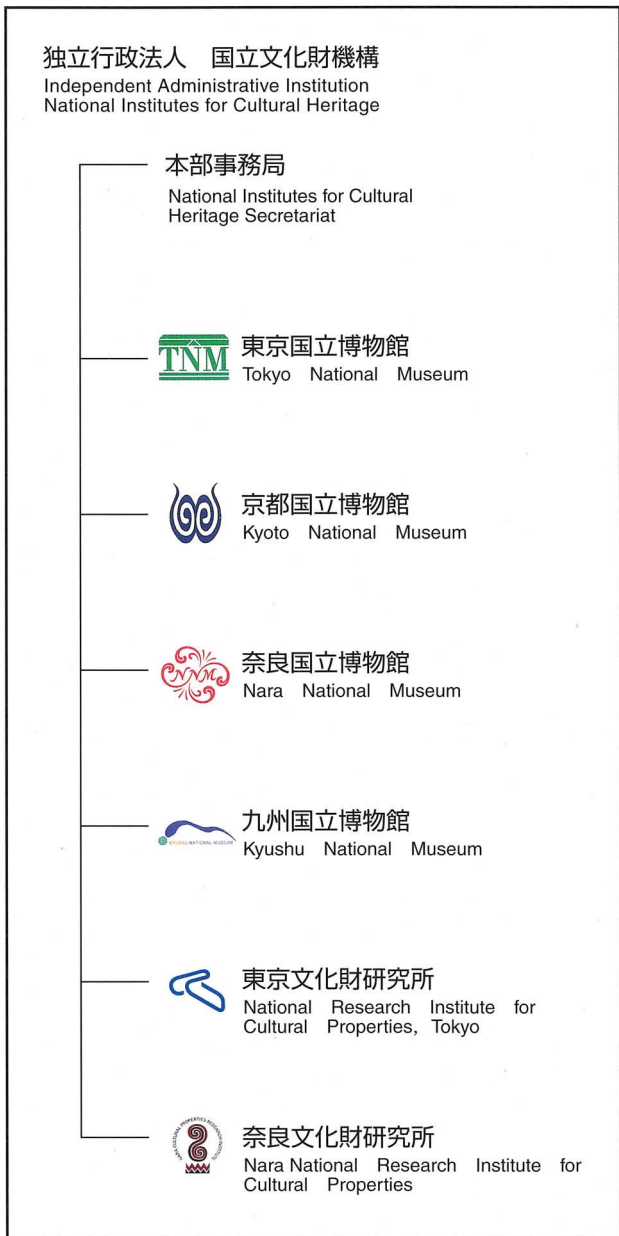 独立行政法人　国立文化財機構
Independent Administrative Institution
National Institutes for Cultural Heritage
本部事務局
National Institutes for Cultural
Heritage Secretariat
TNM
東京国立博物館
Tokyo National Museum
京都国立博物館
Kyoto National Museum
NNM
奈良国立博物館
Nara National Museum
KYUSHU NATIONAL MUSEUM
九州国立博物館
Kyushu National Museum
東京文化財研究所
National Research Institute for
Cultural Properties, Tokyo
NARA CULTURAL PROPERTIES RESEARCH INSTITUTE
奈良文化財研究所
Nara National Research Institute for
Cultural Properties